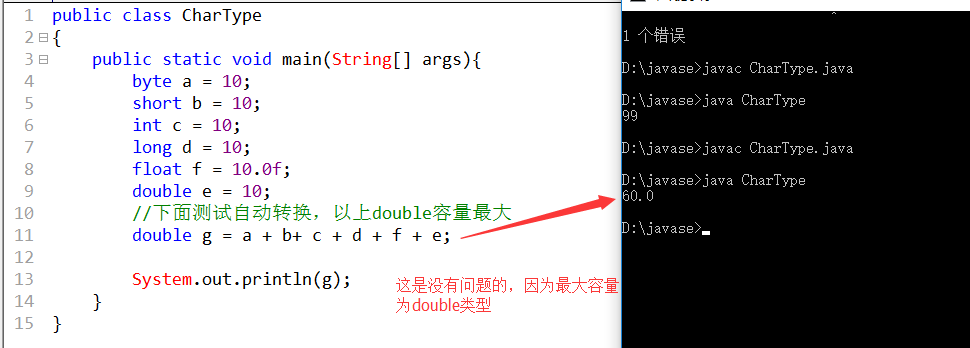 1 public class CharType
2 {
3 public static void main(String[] args){
4 byte a = 10;
5 short b = 10;
6 int c = 10;
7 long d = 10;
8 float f = 10.0f;
9 double e = 10;
10 //下面测试自动转换，以上double容量最大
11 double g = a + b+ c + d + f + e;
12
13 System.out.println(g);
14 }
15 }
这是没有问题的，因为最大容量
为double类型
1 个错误
D:\javase>javac CharType.java
D:\javase>java CharType
99
D:\javase>javac CharType.java
D:\javase>java CharType
60.0
D:\javase>